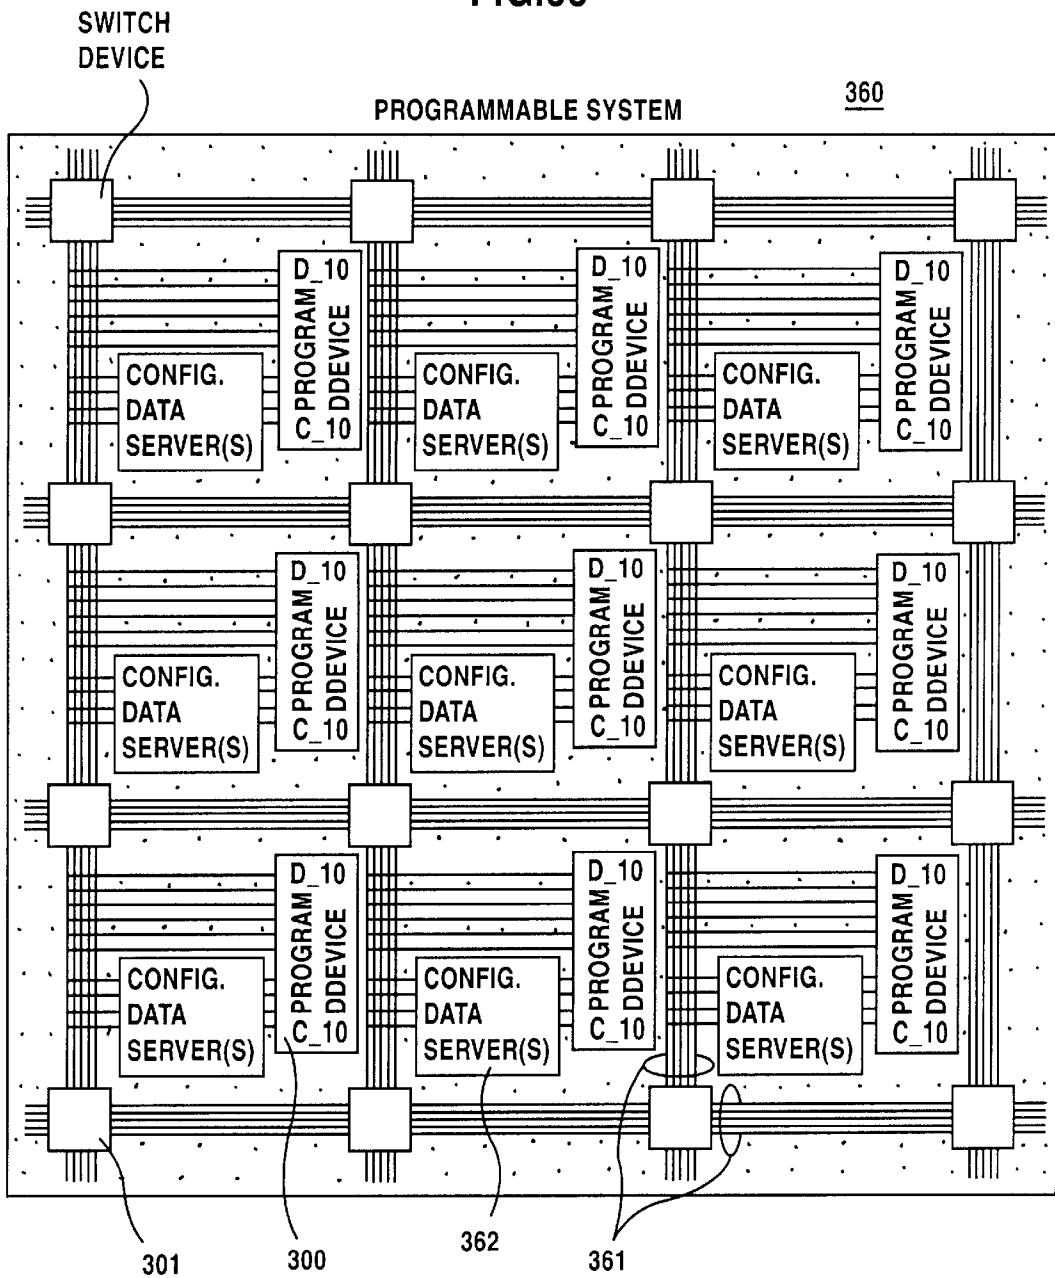 SWITCH
DEVICE
PROGRAMMABLE SYSTEM
360
D_10
PROGRAM
DDEVICE
C_10
CONFIG.
DATA
SERVER(S)
D_10
PROGRAM
DDEVICE
C_10
CONFIG.
DATA
SERVER(S)
D_10
PROGRAM
DDEVICE
C_10
CONFIG.
DATA
SERVER(S)
D_10
PROGRAM
DDEVICE
C_10
CONFIG.
DATA
SERVER(S)
D_10
PROGRAM
DDEVICE
C_10
CONFIG.
DATA
SERVER(S)
D_10
PROGRAM
DDEVICE
C_10
CONFIG.
DATA
SERVER(S)
D_10
PROGRAM
DDEVICE
C_10
CONFIG.
DATA
SERVER(S)
D_10
PROGRAM
DDEVICE
C_10
CONFIG.
DATA
SERVER(S)
D_10
PROGRAM
DDEVICE
C_10
CONFIG.
DATA
SERVER(S)
301
300
362
361